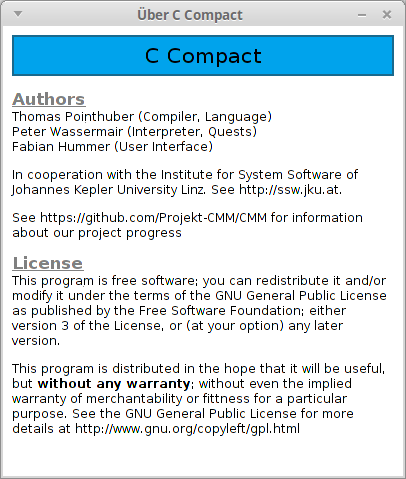 Über C Compact
C Compact
Authors
Thomas Pointhuber (Compiler, Language)
Peter Wassermair (Interpreter, Quests)
Fabian Hummer (User Interface)
In cooperation with the Institute for System Software of
Johannes Kepler University Linz. See http://ssw.jku.at.
See https://github.com/Projekt-CMM/CMM for information
about our project progress
License
This program is free software; you can redistribute it and/or
modify it under the terms of the GNU General Public License
as published by the Free Software Foundation; either
version 3 of the License, or (at your option) any later
version.
This program is distributed in the hope that it will be useful,
but without any warranty; without even the implied
warranty of merchantability or fittness for a particular
purpose. See the GNU General Public License for more
details at http://www.gnu.org/copyleft/gpl.html